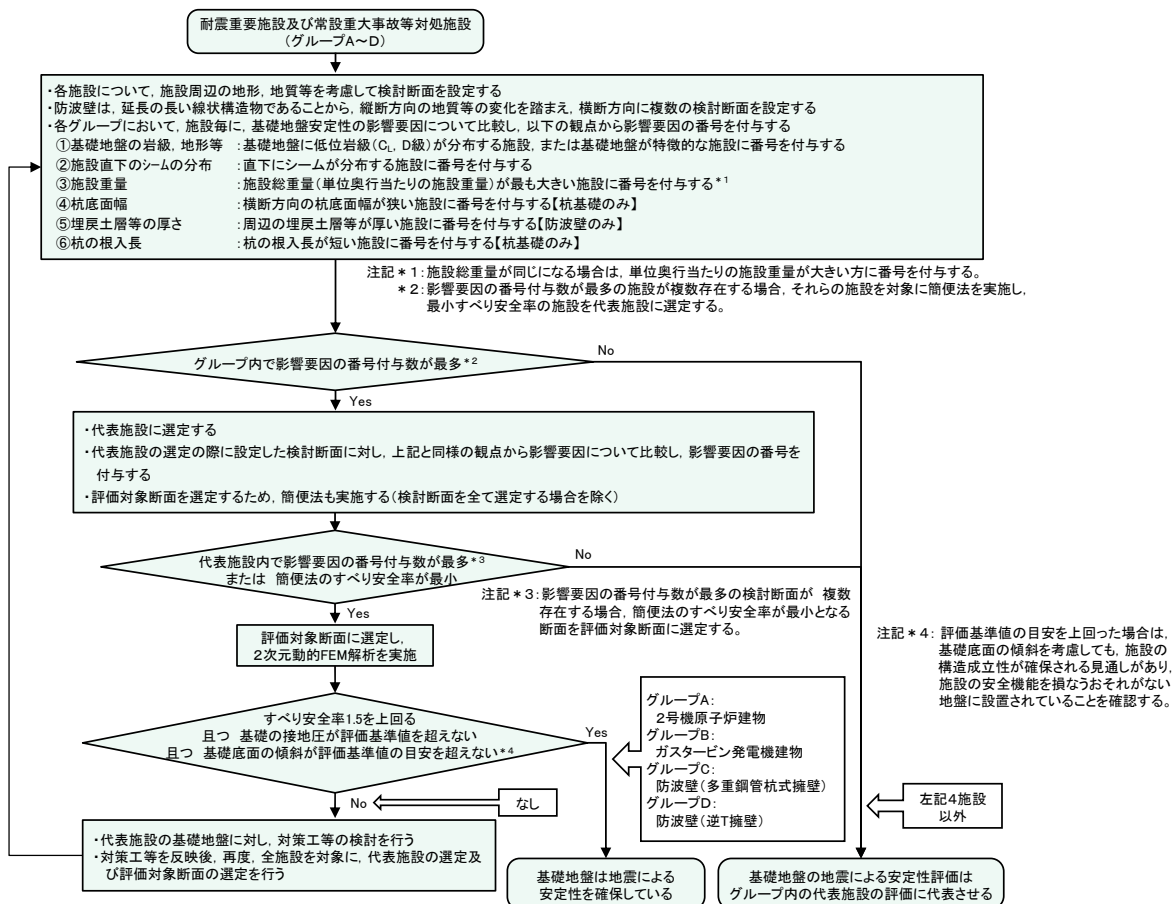 耐震重要施設及び常設重大事故等対処施設
(グループA～D)
・各施設について，施設周辺の地形，地質等を考慮して検討断面を設定する
・防波壁は，延長の長い線状構造物であることから，縦断方向の地質等の変化を踏まえ，横断方向に複数の検討断面を設定する
・各グループにおいて，施設毎に，基礎地盤安定性の影響要因について比較し，以下の観点から影響要因の番号を付与する
①基礎地盤の岩級，地形等 ：基礎地盤に低位岩級（CL，D級）が分布する施設，または基礎地盤が特徴的な施設に番号を付与する
②施設直下のシームの分布 ：直下にシームが分布する施設に番号を付与する
③施設重量 ：施設総重量（単位奥行当たりの施設重量）が最も大きい施設に番号を付与する*1
④杭底面幅 ：横断方向の杭底面幅が狭い施設に番号を付与する【杭基礎のみ】
⑤埋戻土層等の厚さ ：周辺の埋戻土層等が厚い施設に番号を付与する【防波壁のみ】
⑥杭の根入長 ：杭の根入長が短い施設に番号を付与する【杭基礎のみ】
注記＊1：施設総重量が同じになる場合は，単位奥行当たりの施設重量が大きい方に番号を付与する。
＊2：影響要因の番号付与数が最多の施設が複数存在する場合，それらの施設を対象に簡便法を実施し，
最小すべり安全率の施設を代表施設に選定する。
グループ内で影響要因の番号付与数が最多*2
No
Yes
・代表施設に選定する
・代表施設の選定の際に設定した検討断面に対し，上記と同様の観点から影響要因について比較し，影響要因の番号を
付与する
・評価対象断面を選定するため，簡便法も実施する（検討断面を全て選定する場合を除く）
代表施設内で影響要因の番号付与数が最多*3
または 簡便法のすべり安全率が最小
No
Yes
注記＊3：影響要因の番号付与数が最多の検討断面が 複数
存在する場合，簡便法のすべり安全率が最小となる
断面を評価対象断面に選定する。
評価対象断面に選定し，
2次元動的FEM解析を実施
注記＊4： 評価基準値の目安を上回った場合は，
基礎底面の傾斜を考慮しても，施設の
構造成立性が確保される見通しがあり，
施設の安全機能を損なうおそれがない
地盤に設置されていることを確認する。
すべり安全率1.5を上回る
且つ 基礎の接地圧が評価基準値を超えない
且つ 基礎底面の傾斜が評価基準値の目安を超えない*4
Yes
No
なし
グループA：
2号機原子炉建物
グループB：
ガスタービン発電機建物
グループC：
防波壁（多重鋼管杭式擁壁）
グループD：
防波壁（逆T擁壁）
左記4施設
以外
・代表施設の基礎地盤に対し，対策工等の検討を行う
・対策工等を反映後，再度，全施設を対象に，代表施設の選定及
び評価対象断面の選定を行う
基礎地盤は地震による
安定性を確保している
基礎地盤の地震による安定性評価は
グループ内の代表施設の評価に代表させる